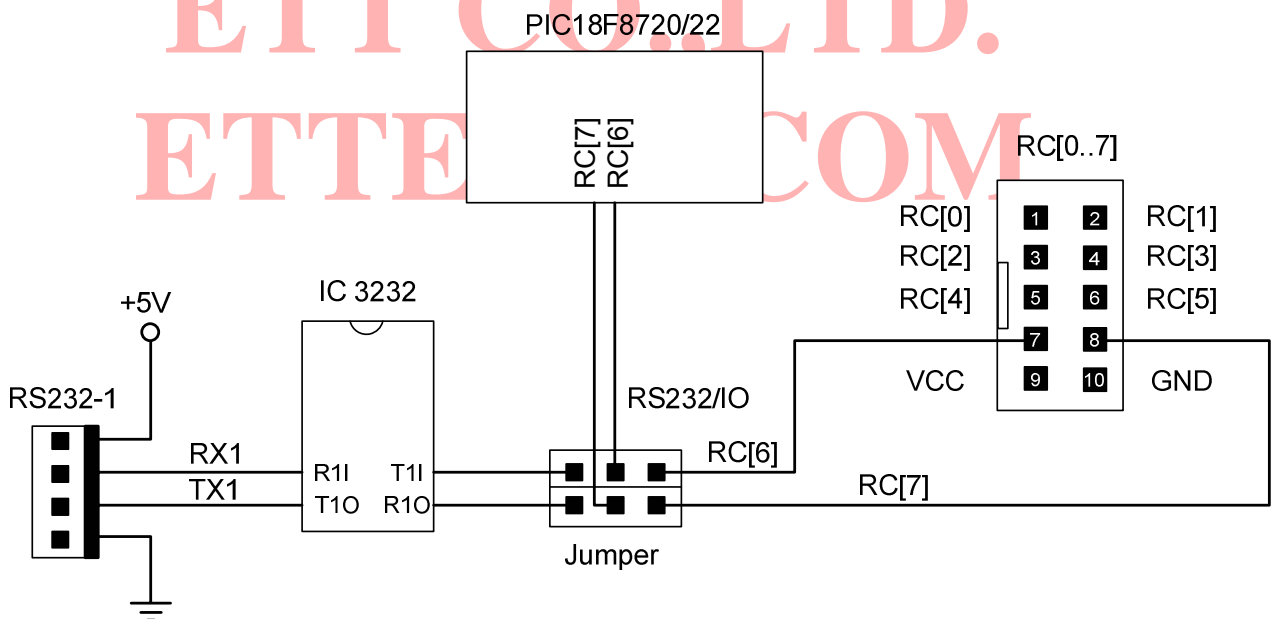 ETT CO.,LTD.
PIC18F8720/22
ETTE COM
RC[7]
RC[6]
RC[0..7]
RC[0] 1 2 RC[1]
RC[2] 3 4 RC[3]
RC[4] 5 6 RC[5]
7 8
VCC 9 10 GND
IC 3232
+5V
RS232-1
RS232/IO
RX1
R1I T1I
RC[6]
TX1
T1O R1O
RC[7]
Jumper